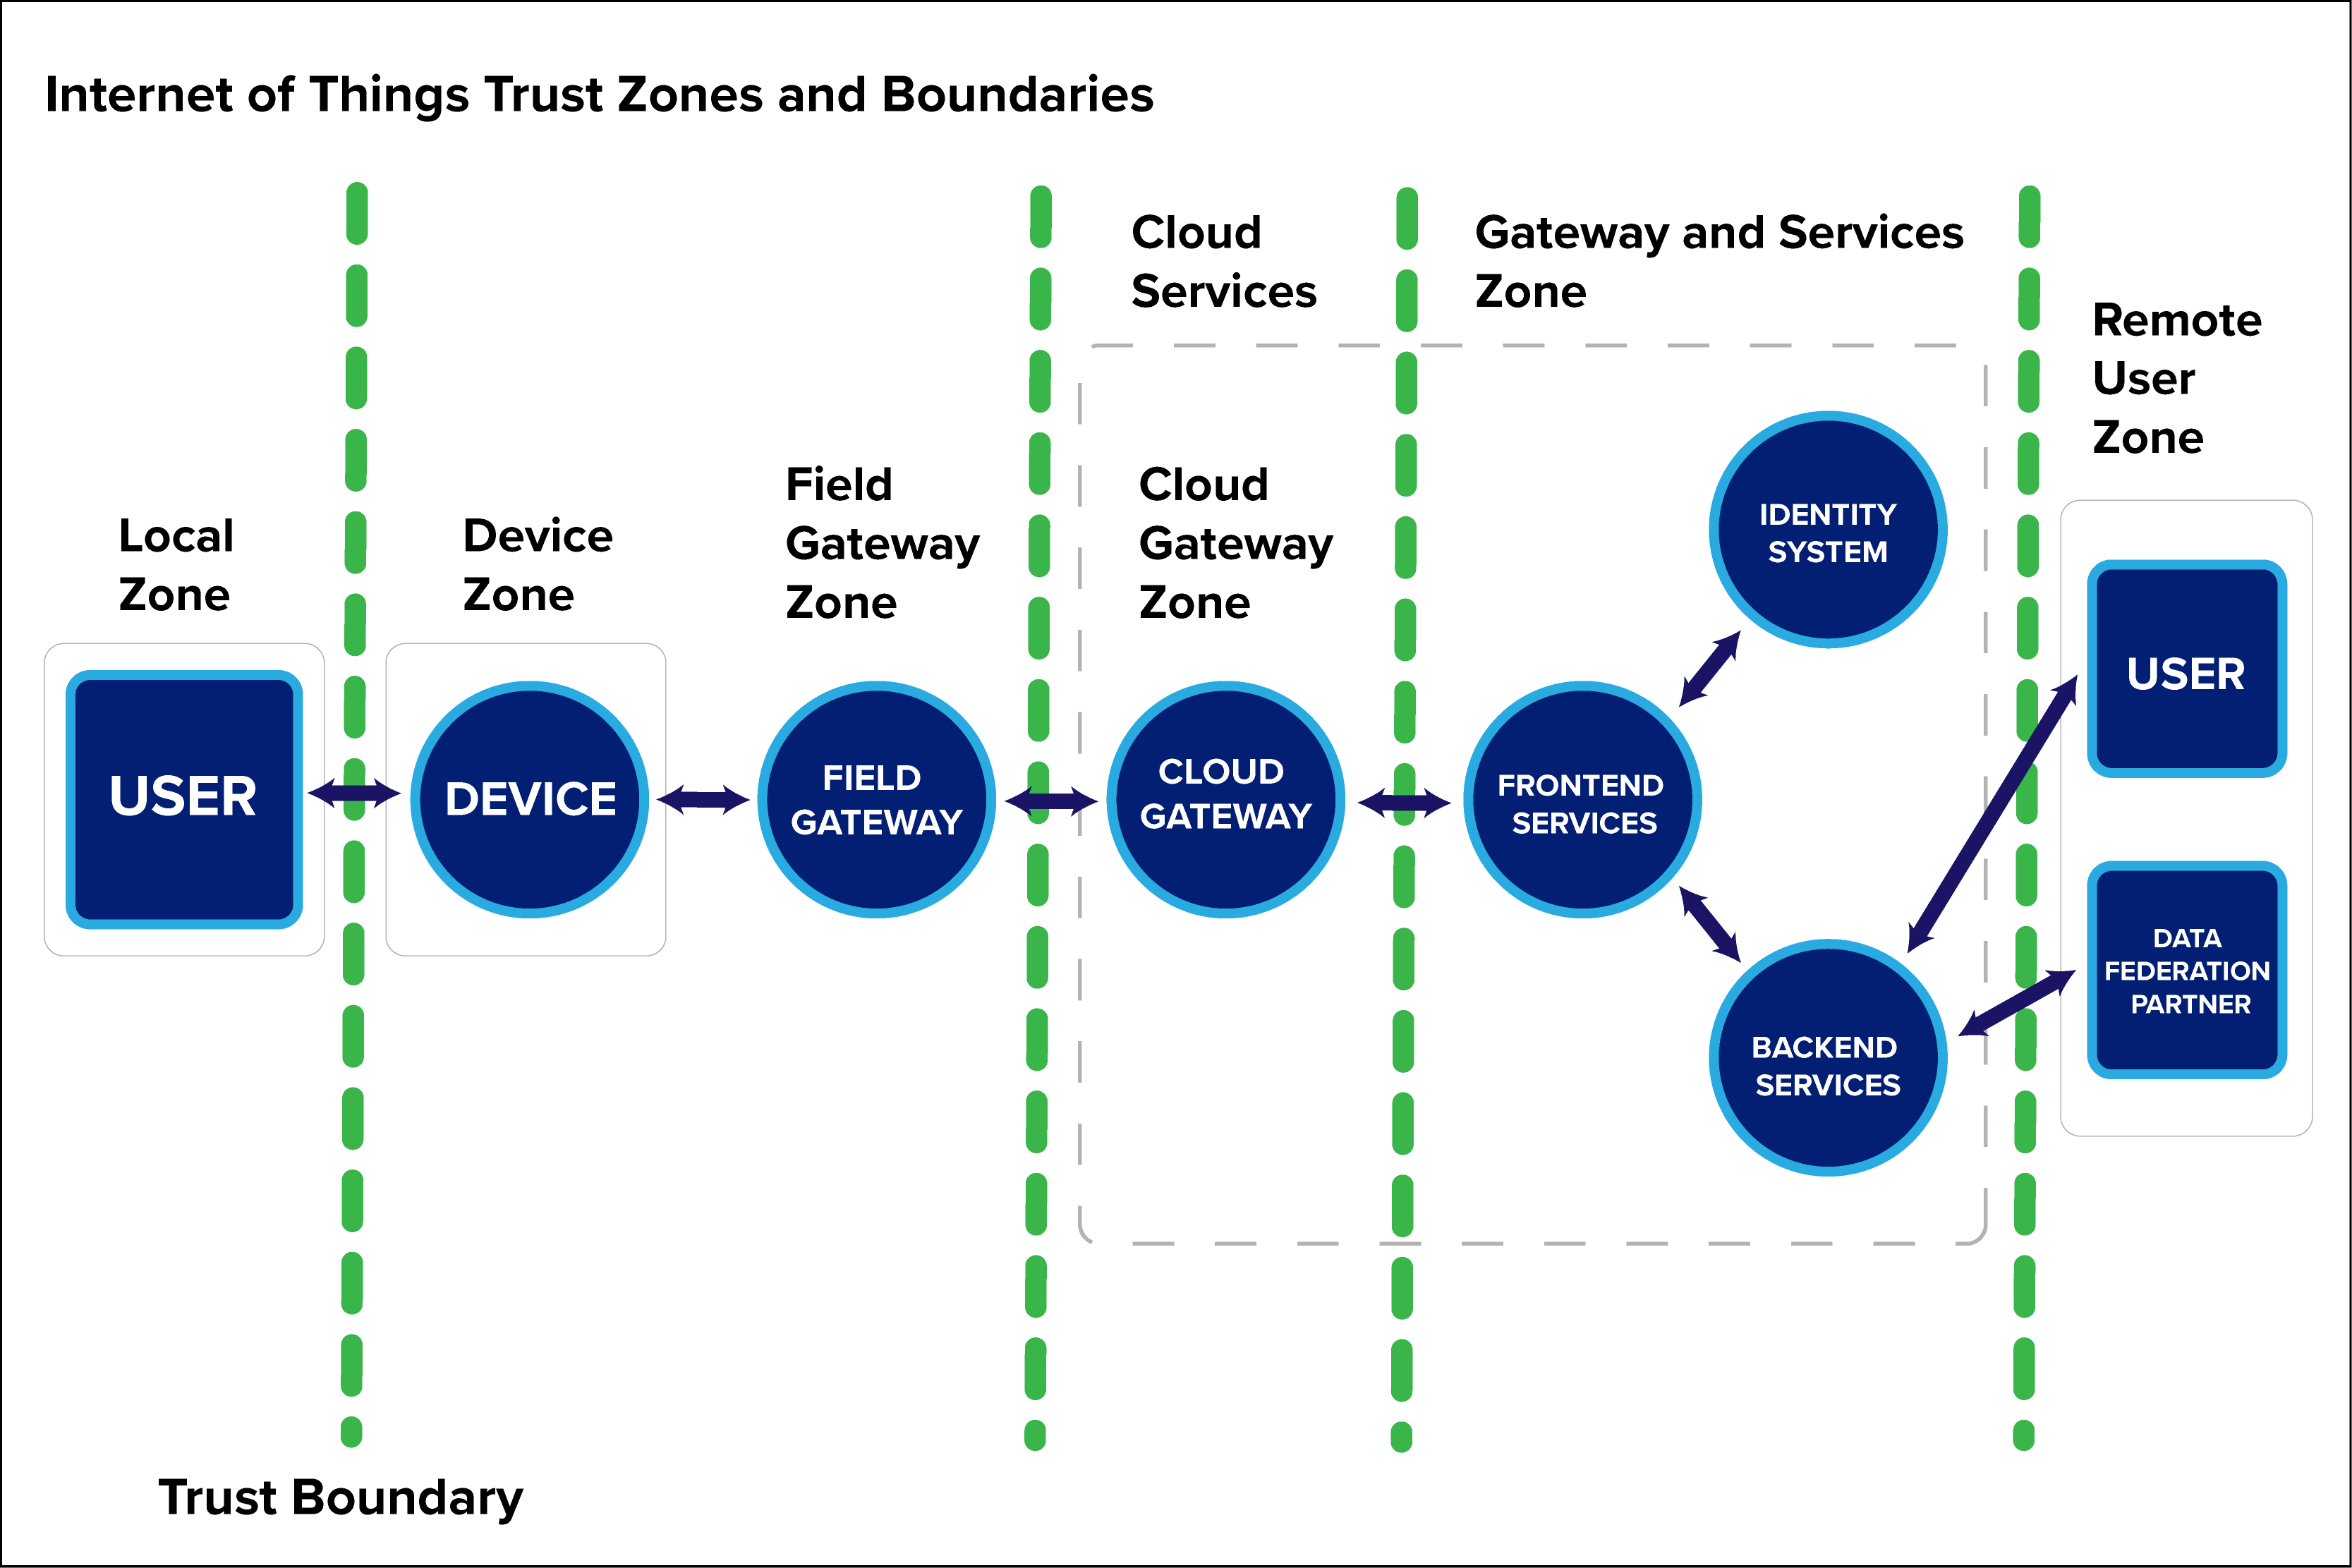 Internet of Things Trust Zones and Boundaries
Cloud
Services
Gateway and Services
Zone
Remote
User
Zone
Local
Zone
Device
Zone
Field
Gateway
Zone
Cloud
Gateway
Zone
USER
DEVICE
FIELD
GATEWAY
CLOUD
GATEWAY
FRONTEND
SERVICES
IDENTITY
SYSTEM
BACKEND
SERVICES
USER
DATA
FEDERATION
PARTNER
Trust Boundary